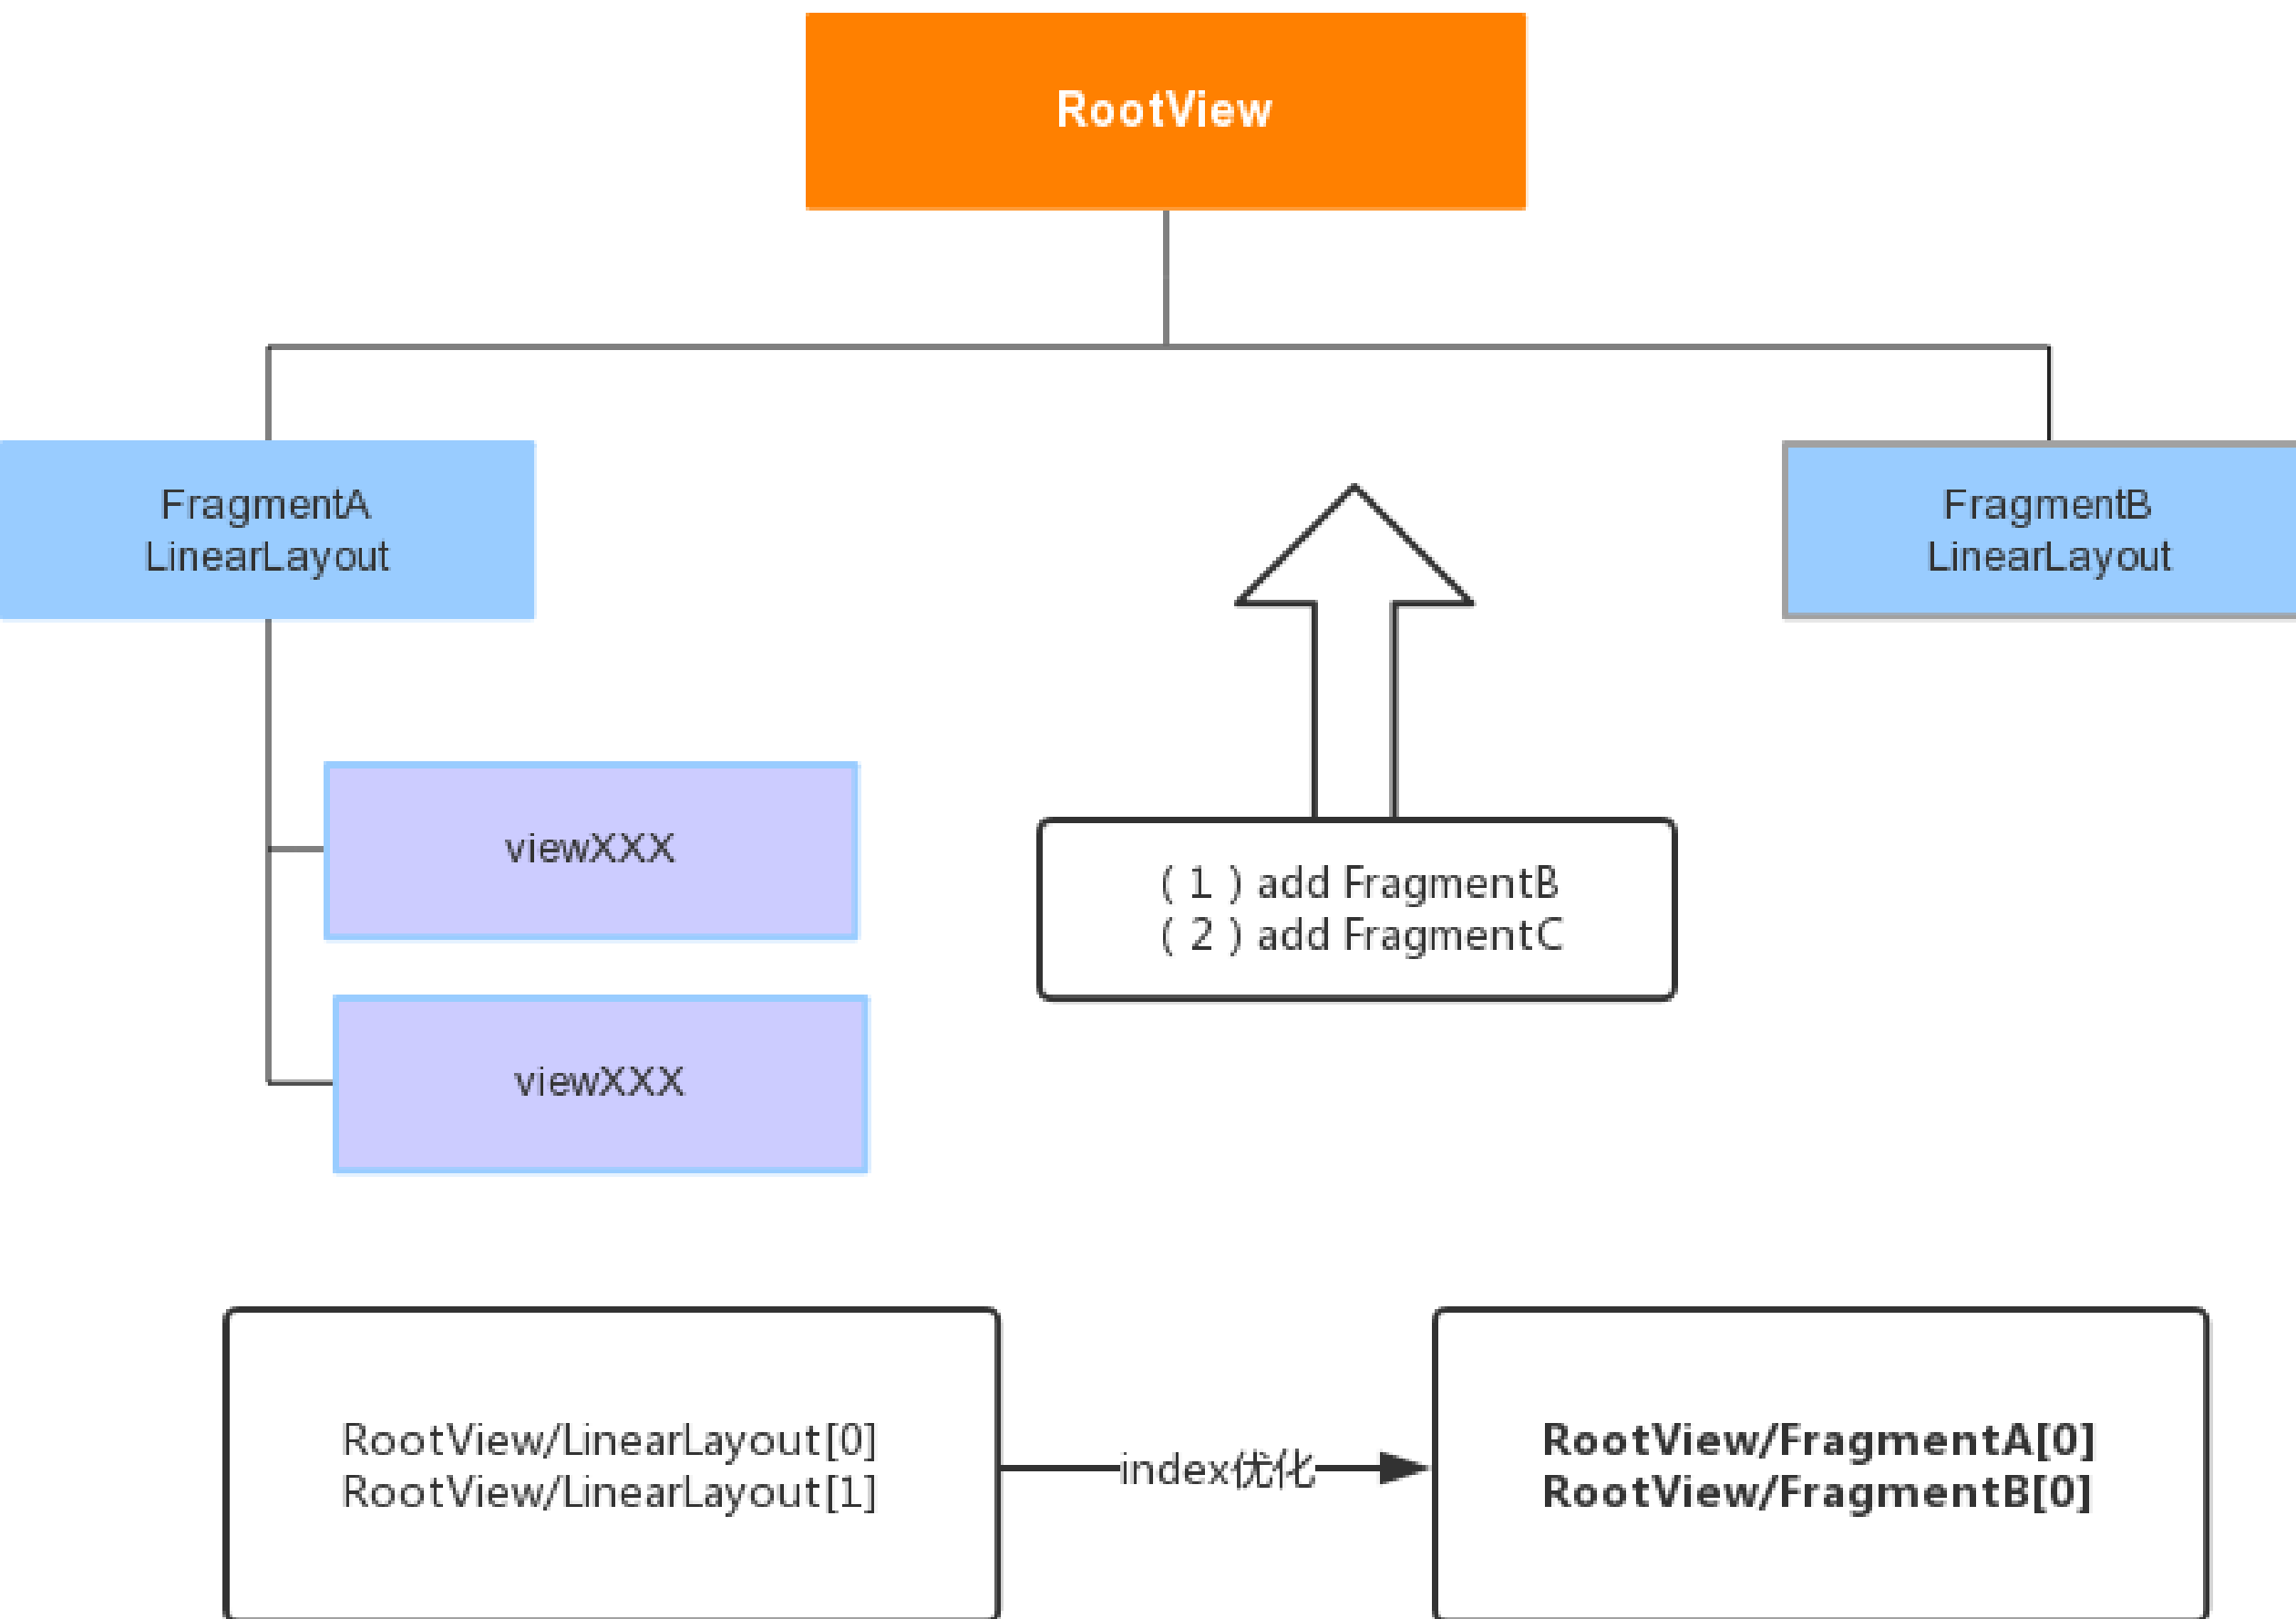 RootView
FragmentA
LinearLayout
FragmentB
LinearLayout
viewXXX
( 1 ) add FragmentB
( 2 ) add FragmentC
viewXXX
RootView/LinearLayout[0]
RootView/LinearLayout[1]
index优化
RootView/FragmentA[0]
RootView/FragmentB[0]